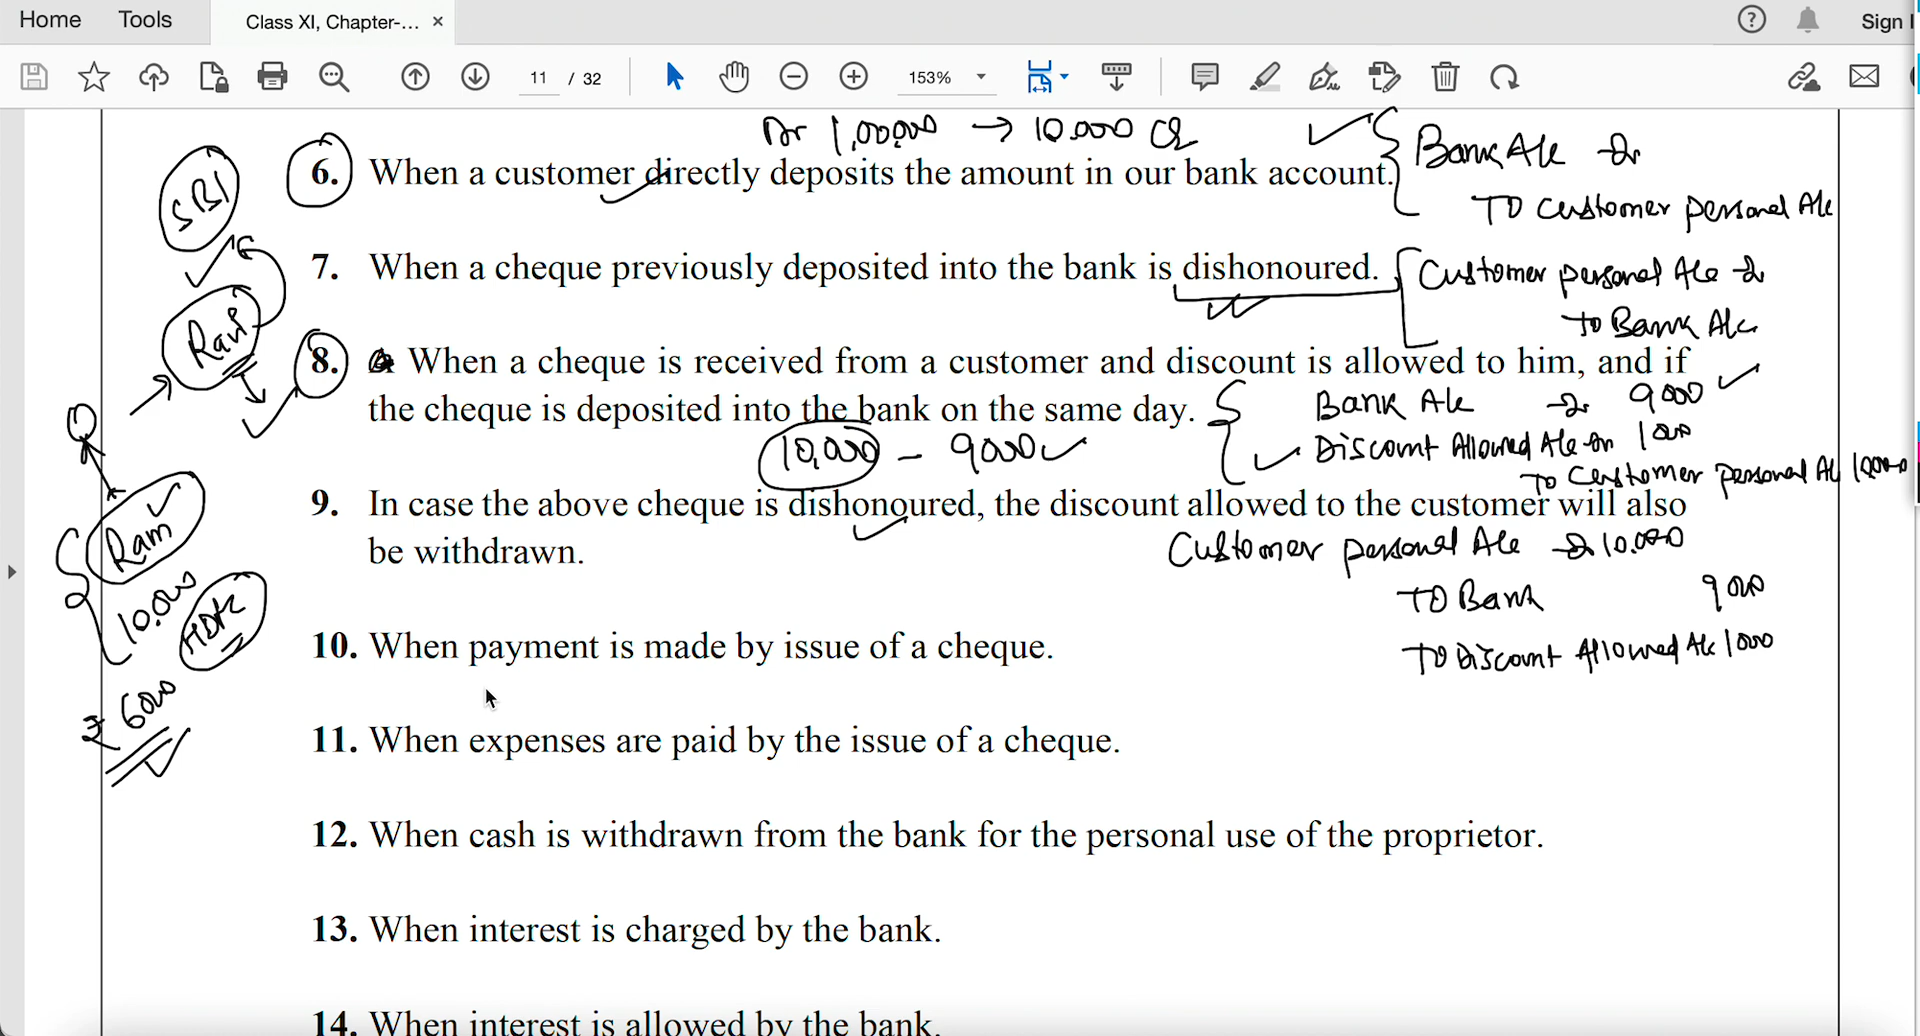 Home Tools Class XI, Chapter-... × Sign I
11 / 32 153%
Dr 1,00,000 → 10.000 Cr
6. When a customer directly deposits the amount in our bank account.
Bank A/c Dr
To Customer personal A/c
SBI
7. When a cheque previously deposited into the bank is dishonoured.
Customer personal A/c Dr
To Bank A/c
Ram
8. When a cheque is received from a customer and discount is allowed to him, and if
the cheque is deposited into the bank on the same day.
Bank A/c Dr 9000
Discount Allowed A/c Dr 1000
To Customer personal A/c 10000
10,000 - 9000
9. In case the above cheque is dishonoured, the discount allowed to the customer will also
be withdrawn.
Customer personal A/c Dr 10.000
To Bank 9000
To Discount Allowed A/c 1000
Ram
10.000
10. When payment is made by issue of a cheque.
₹ 6000
11. When expenses are paid by the issue of a cheque.
12. When cash is withdrawn from the bank for the personal use of the proprietor.
13. When interest is charged by the bank.
14. When interest is allowed by the bank.